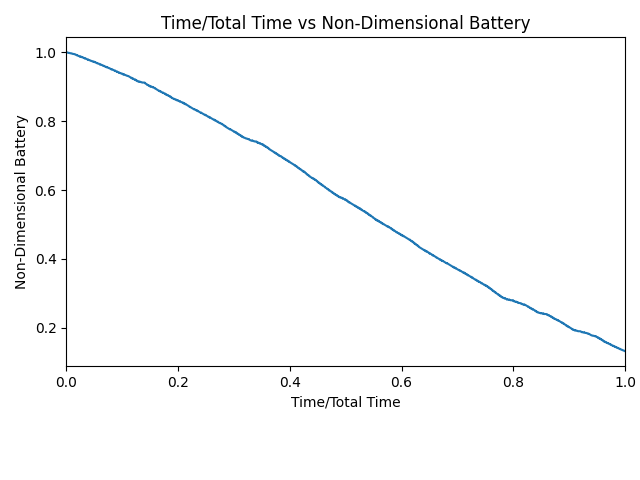 Time/Total Time vs Non-Dimensional Battery
1.0
0.8
0.6
0.4
0.2
Non-Dimensional Battery
0.0 0.2 0.4 0.6 0.8 1.0
Time/Total Time